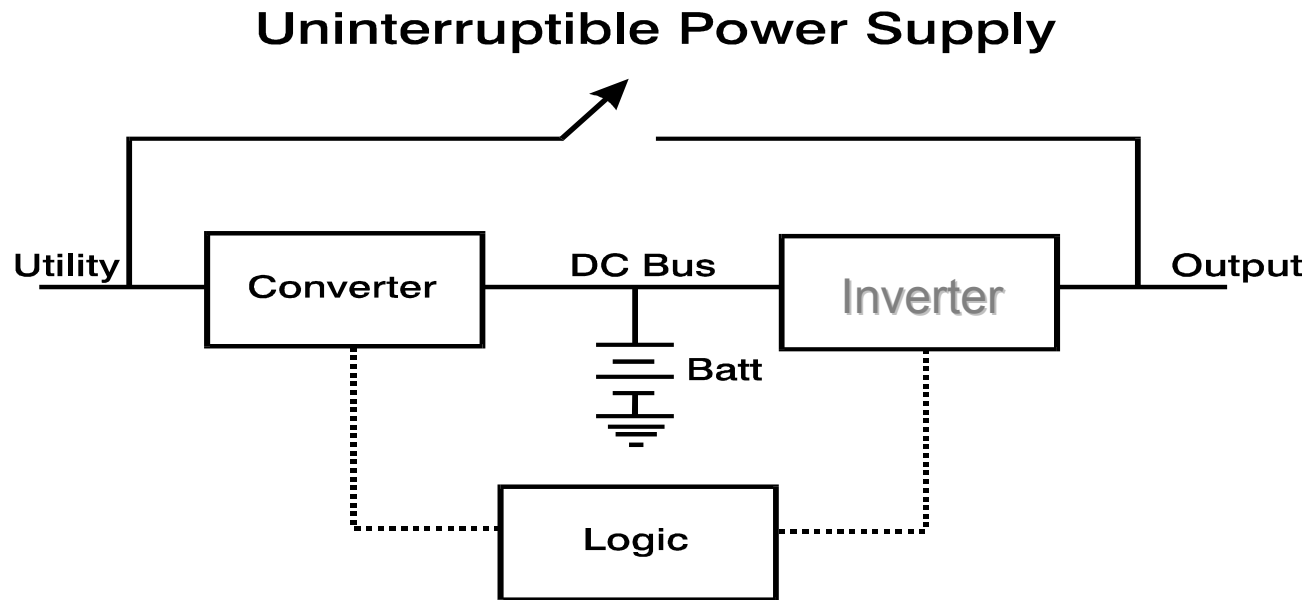 Uninterruptible Power Supply
Utility
Converter
DC Bus
Inverter
Output
Batt
Logic